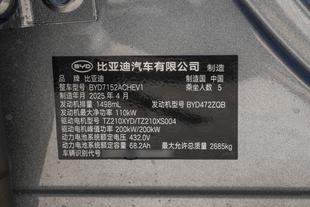 BYD 比亚迪汽车有限公司 制造
品牌 比亚迪 制造国 中国
整车型号 BYD7152ACHEV1 乘坐人数 5
制造年月 2025 年 4 月
发动机排量 1498mL 发动机型号 BYD472ZQB
发动机最大净功率 110kW
驱动电机型号 TZ210XYD/TZ210XS004
驱动电机峰值功率 200kW/200kW
动力电池系统额定电压 432.0V
动力电池系统额定容量 68.2Ah 最大允许总质量 2685kg
车辆识别代号